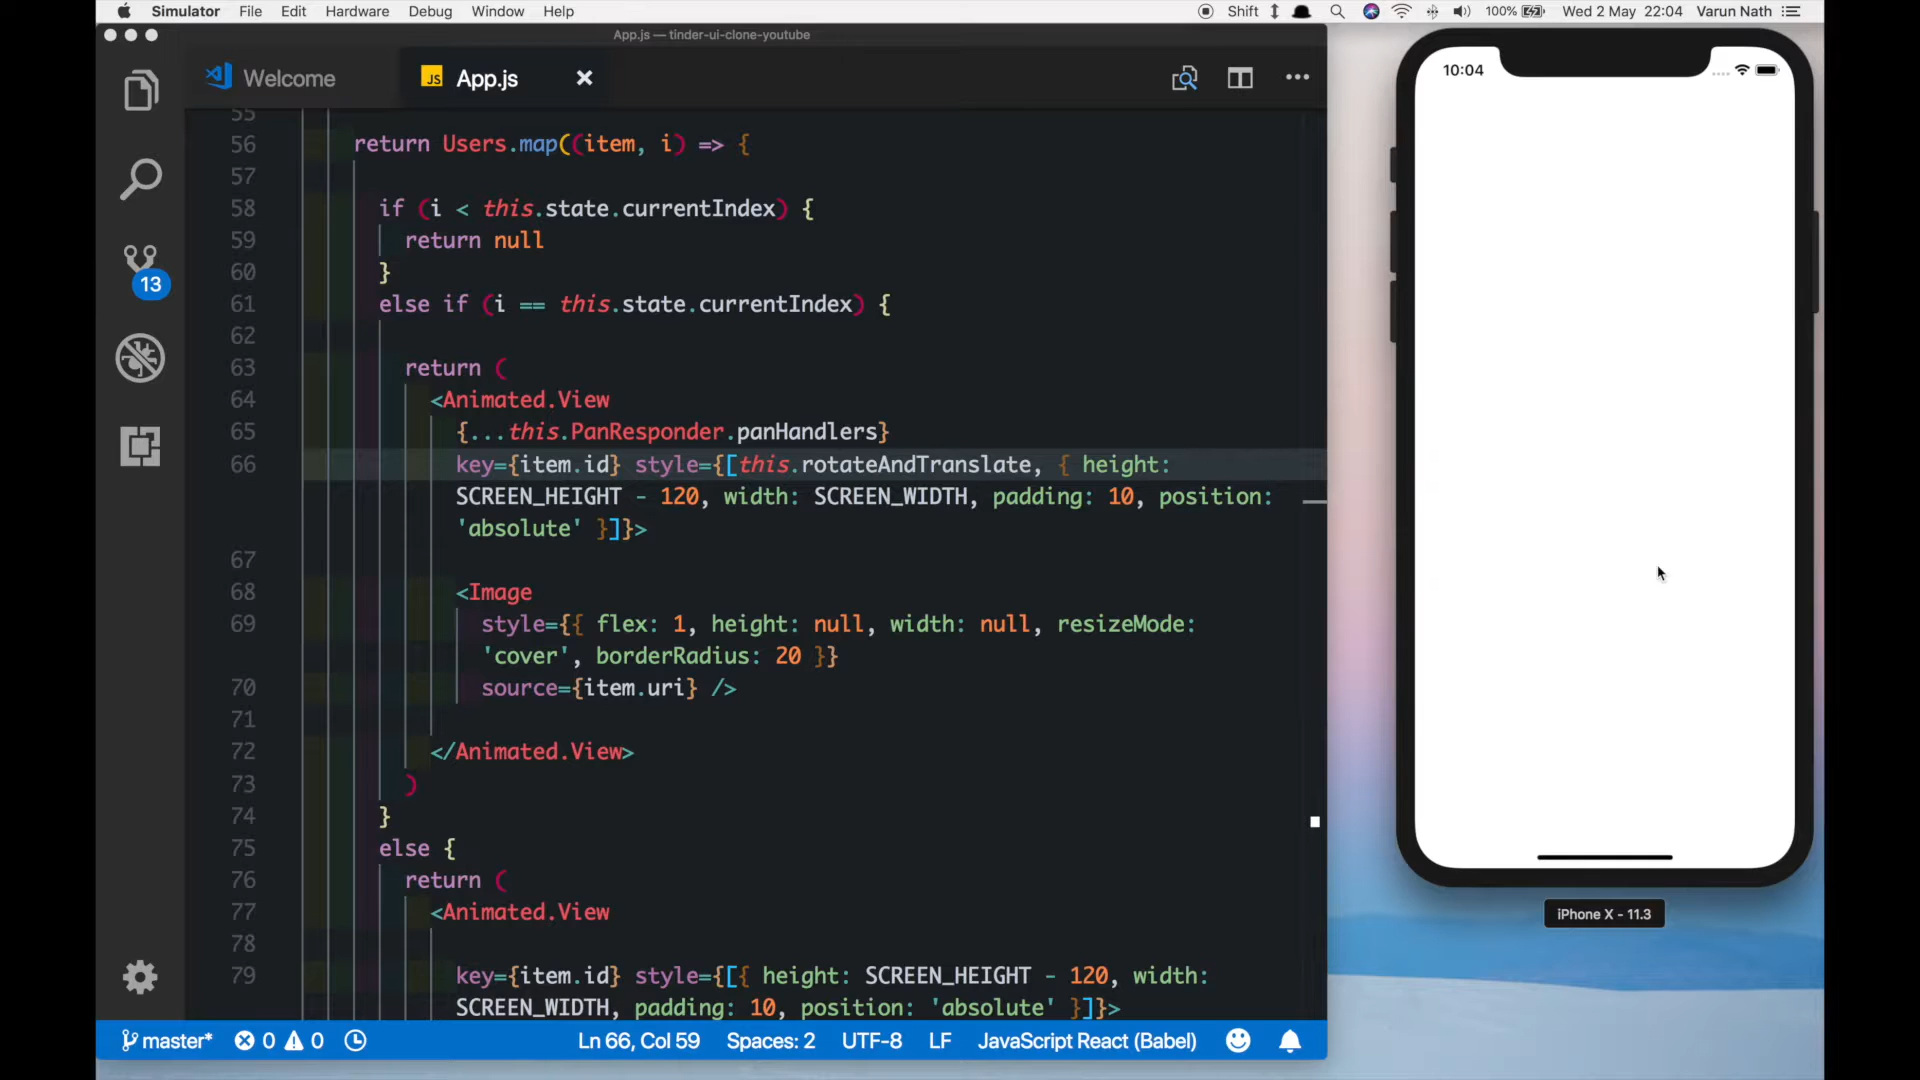 Simulator File Edit Hardware Debug Window Help Shift 100% Wed 2 May 22:04 Varun Nath
App.js — tinder-ui-clone-youtube
Welcome
JS App.js
55
56 return Users.map((item, i) => {
57
58 if (i < this.state.currentIndex) {
59 return null
60 }
61 else if (i == this.state.currentIndex) {
62
63 return (
64 <Animated.View
65 {...this.PanResponder.panHandlers}
66 key={item.id} style={[this.rotateAndTranslate, { height:
SCREEN_HEIGHT - 120, width: SCREEN_WIDTH, padding: 10, position:
'absolute' }]}>
67
68 <Image
69 style={{ flex: 1, height: null, width: null, resizeMode:
'cover', borderRadius: 20 }}
70 source={item.uri} />
71
72 </Animated.View>
73 )
74 }
75 else {
76 return (
77 <Animated.View
78
79 key={item.id} style={[{ height: SCREEN_HEIGHT - 120, width:
SCREEN_WIDTH, padding: 10, position: 'absolute' }]}>
13
master* 0 0 Ln 66, Col 59 Spaces: 2 UTF-8 LF JavaScript React (Babel)
10:04
iPhone X - 11.3